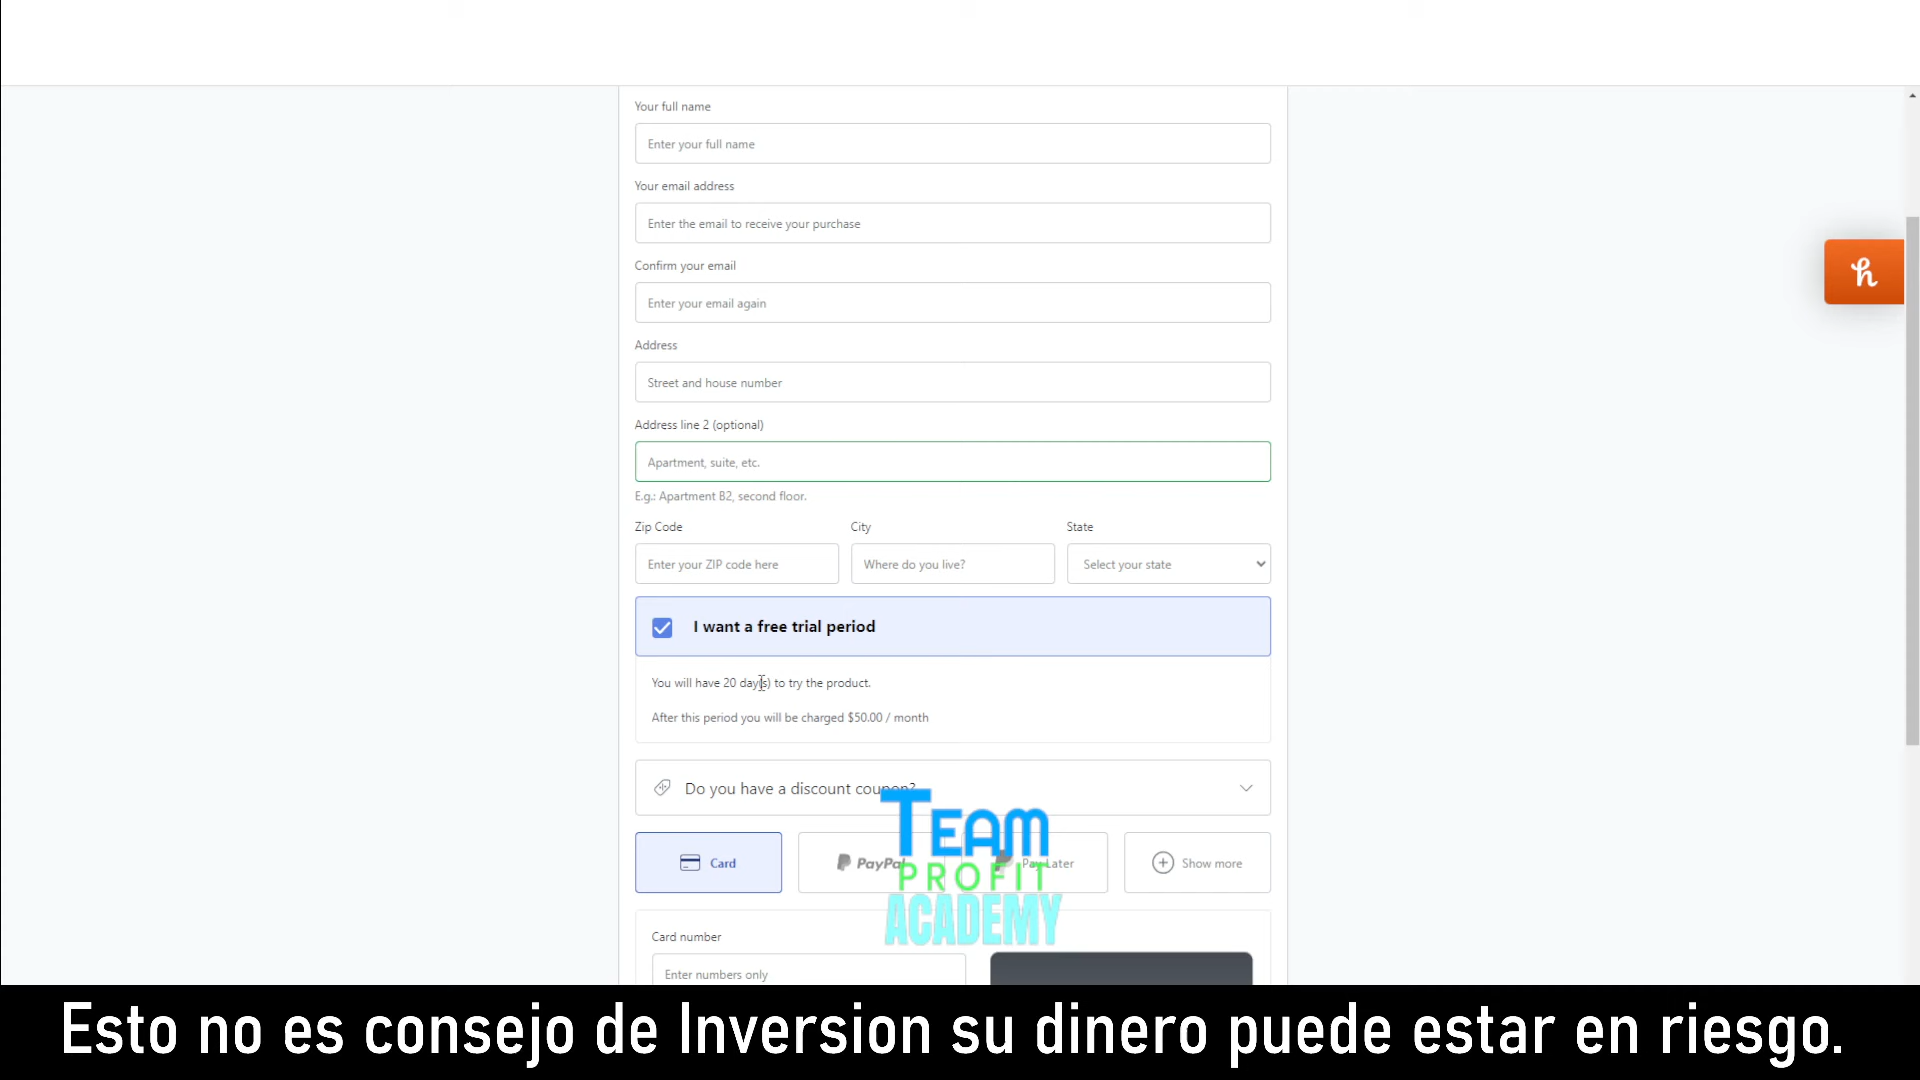 Your full name
Enter your full name
Your email address
Enter the email to receive your purchase
Confirm your email
Enter your email again
Address
Street and house number
Address line 2 (optional)
Apartment, suite, etc.
E.g.: Apartment B2, second floor.
Zip Code City State
Enter your ZIP code here Where do you live? Select your state
I want a free trial period
You will have 20 day(s) to try the product.
After this period you will be charged $50.00 / month
Do you have a discount coupon?
Card PayPal Pay Later Show more
TEAM
PROFIT
ACADEMY
Card number
Enter numbers only
Esto no es consejo de Inversion su dinero puede estar en riesgo.